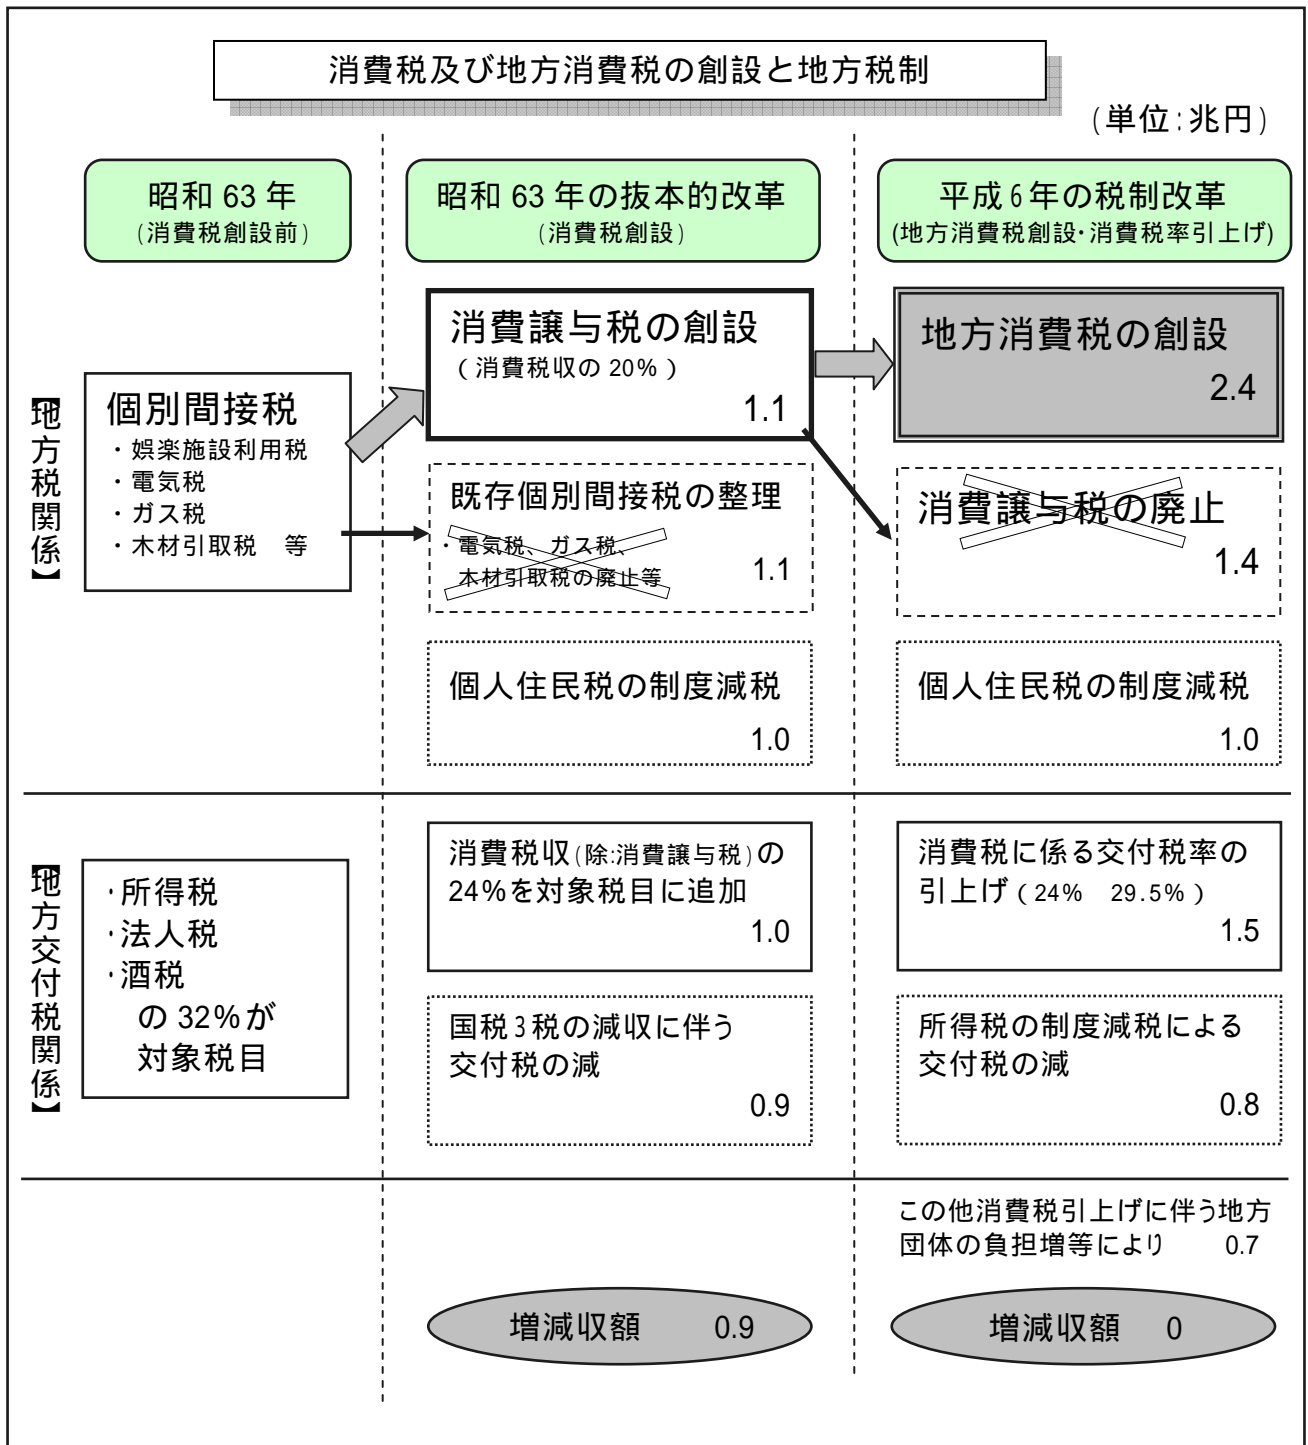 消費税及び地方消費税の創設と地方税制
(単位:兆円)
昭和 63 年
(消費税創設前)
昭和 63 年の抜本的改革
(消費税創設)
平成6年の税制改革
(地方消費税創設・消費税率引上げ)
【地方税関係】
個別間接税
・娯楽施設利用税
・電気税
・ガス税
・木材引取税 等
消費譲与税の創設
(消費税収の 20%)
1.1
地方消費税の創設
2.4
既存個別間接税の整理
・電気税、ガス税、
木材引取税の廃止等
1.1
消費譲与税の廃止
1.4
個人住民税の制度減税
1.0
個人住民税の制度減税
1.0
【地方交付税関係】
・所得税
・法人税
・酒税
の 32%が
対象税目
消費税収(除:消費譲与税)の
24%を対象税目に追加
1.0
消費税に係る交付税率の
引上げ(24% 29.5%)
1.5
国税3税の減収に伴う
交付税の減
0.9
所得税の制度減税による
交付税の減
0.8
この他消費税引上げに伴う地方
団体の負担増等により 0.7
増減収額 0.9
増減収額 0